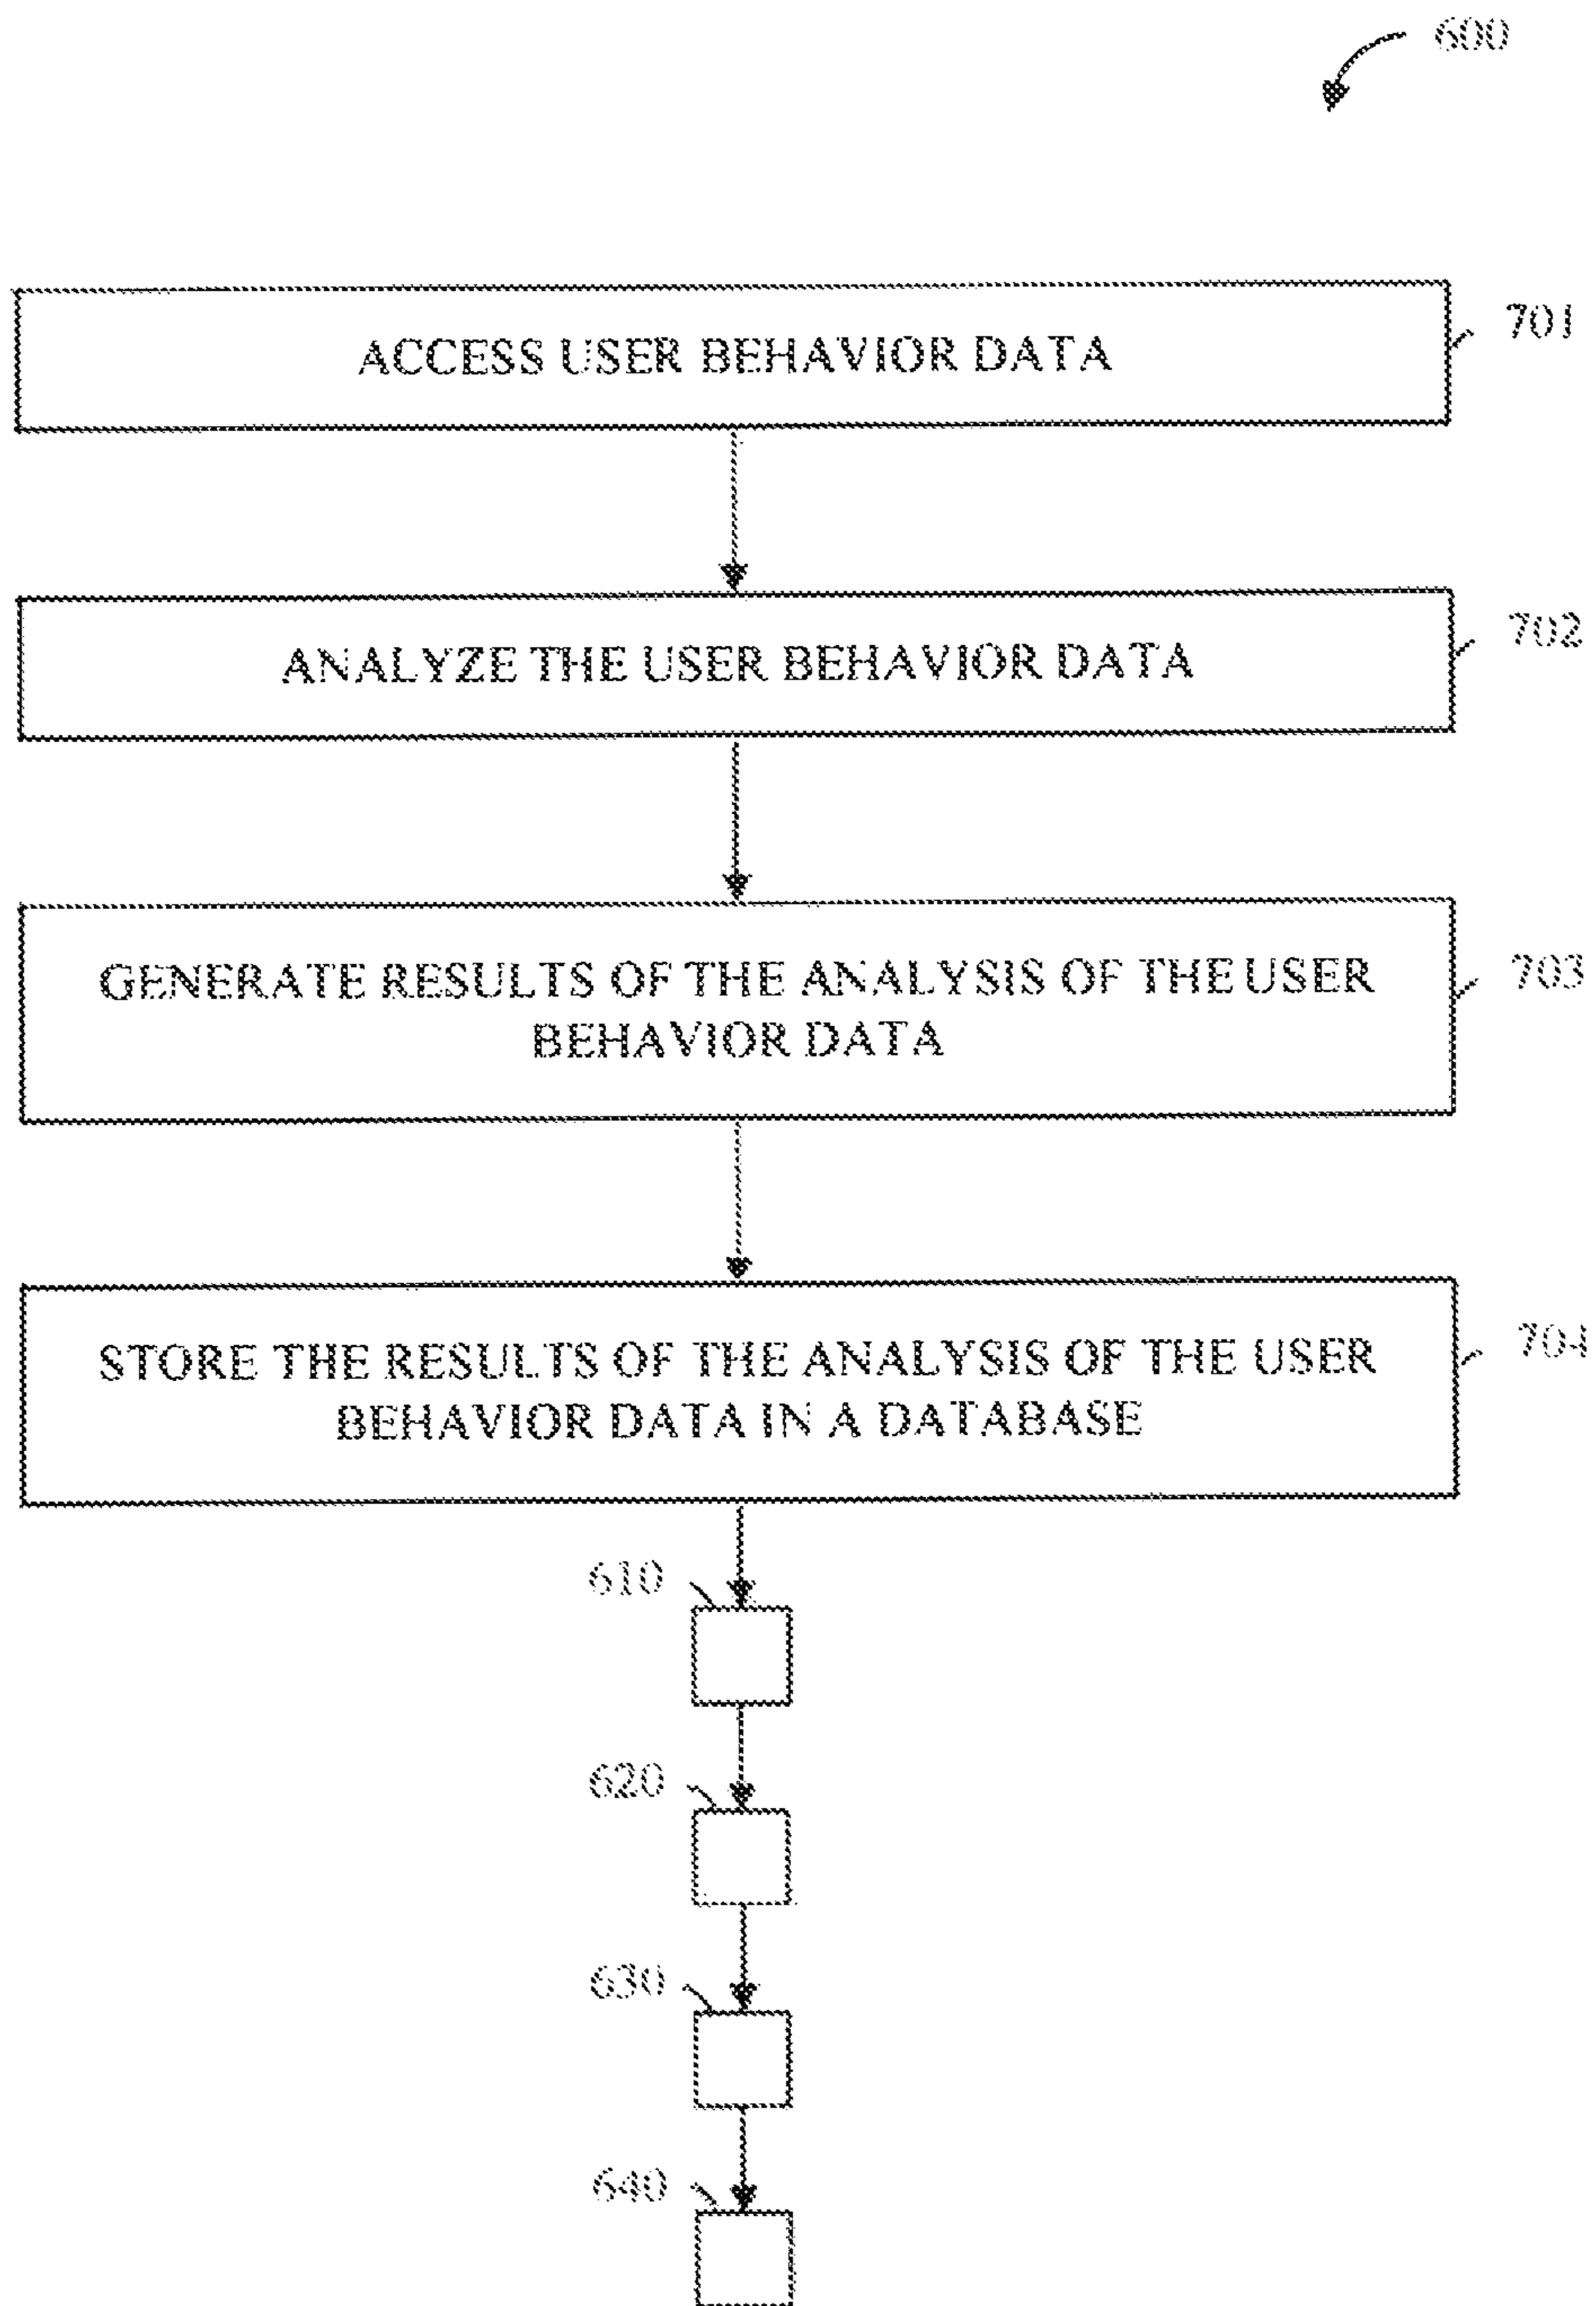 600
ACCESS USER BEHAVIOR DATA
701
ANALYZE THE USER BEHAVIOR DATA
702
GENERATE RESULTS OF THE ANALYSIS OF THE USER
BEHAVIOR DATA
703
STORE THE RESULTS OF THE ANALYSIS OF THE USER
BEHAVIOR DATA IN A DATABASE
704
610
620
630
640